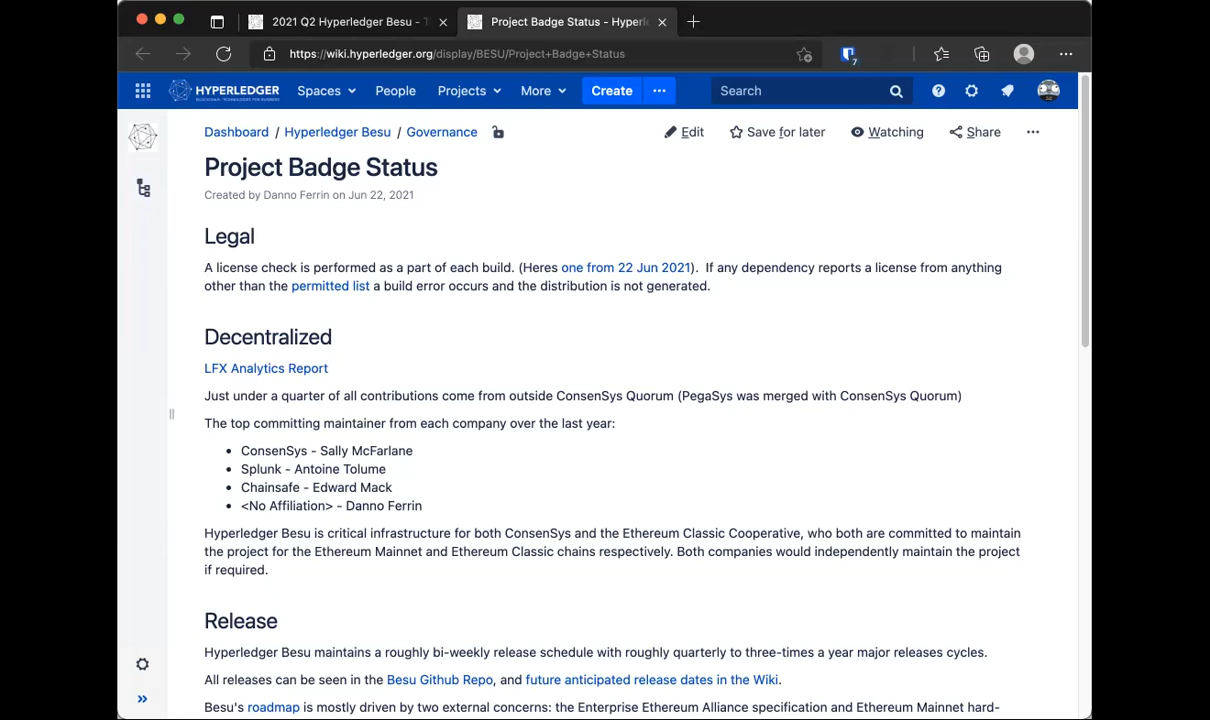 2021 Q2 Hyperledger Besu -
Project Badge Status - Hyperl
https://wiki.hyperledger.org/display/BESU/Project+Badge+Status
7
HYPERLEDGER
Spaces
People
Projects
More
Create
Search
Dashboard / Hyperledger Besu / Governance
Edit
Save for later
Watching
Share
Project Badge Status
Created by Danno Ferrin on Jun 22, 2021
Legal
A license check is performed as a part of each build. (Heres one from 22 Jun 2021). If any dependency reports a license from anything
other than the permitted list a build error occurs and the distribution is not generated.
Decentralized
LFX Analytics Report
Just under a quarter of all contributions come from outside ConsenSys Quorum (PegaSys was merged with ConsenSys Quorum)
The top committing maintainer from each company over the last year:
• ConsenSys - Sally McFarlane
• Splunk - Antoine Tolume
• Chainsafe - Edward Mack
• <No Affiliation> - Danno Ferrin
Hyperledger Besu is critical infrastructure for both ConsenSys and the Ethereum Classic Cooperative, who both are committed to maintain
the project for the Ethereum Mainnet and Ethereum Classic chains respectively. Both companies would independently maintain the project
if required.
Release
Hyperledger Besu maintains a roughly bi-weekly release schedule with roughly quarterly to three-times a year major releases cycles.
All releases can be seen in the Besu Github Repo, and future anticipated release dates in the Wiki.
Besu's roadmap is mostly driven by two external concerns: the Enterprise Ethereum Alliance specification and Ethereum Mainnet hard-